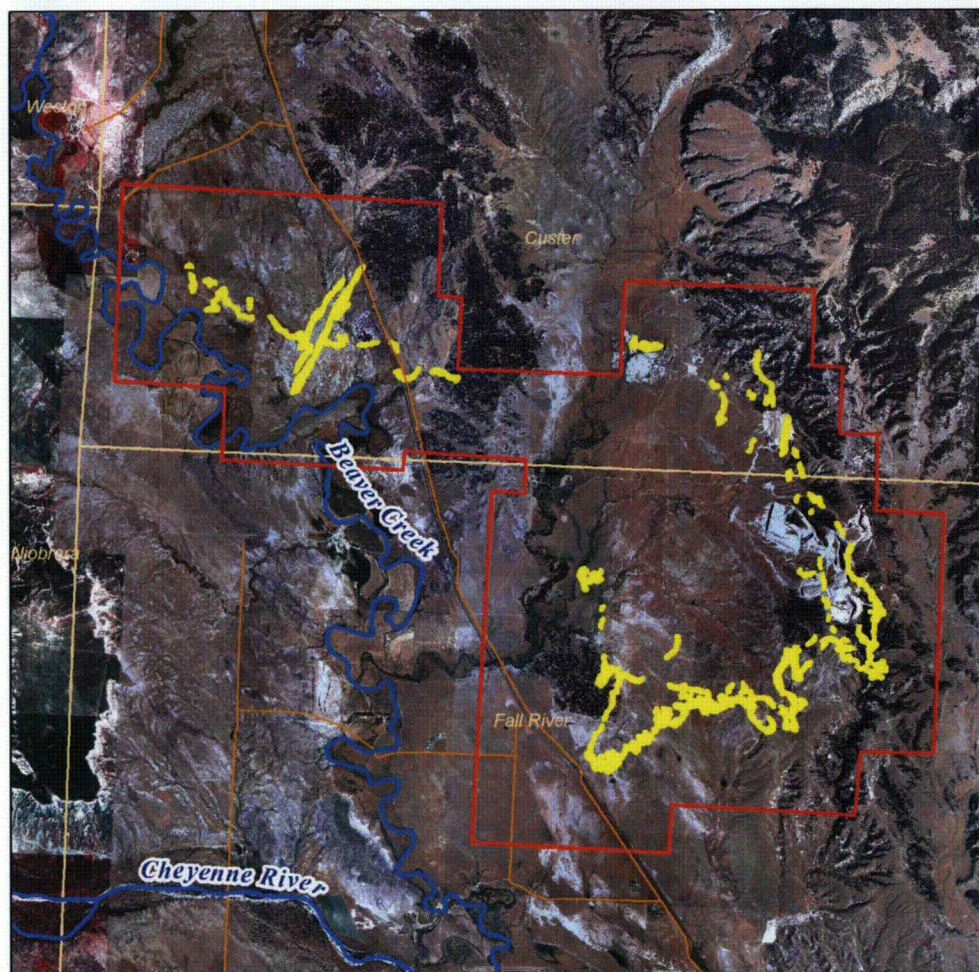 Weston
Custer
Beaver Creek
Niobrara
Fall River
Cheyenne River